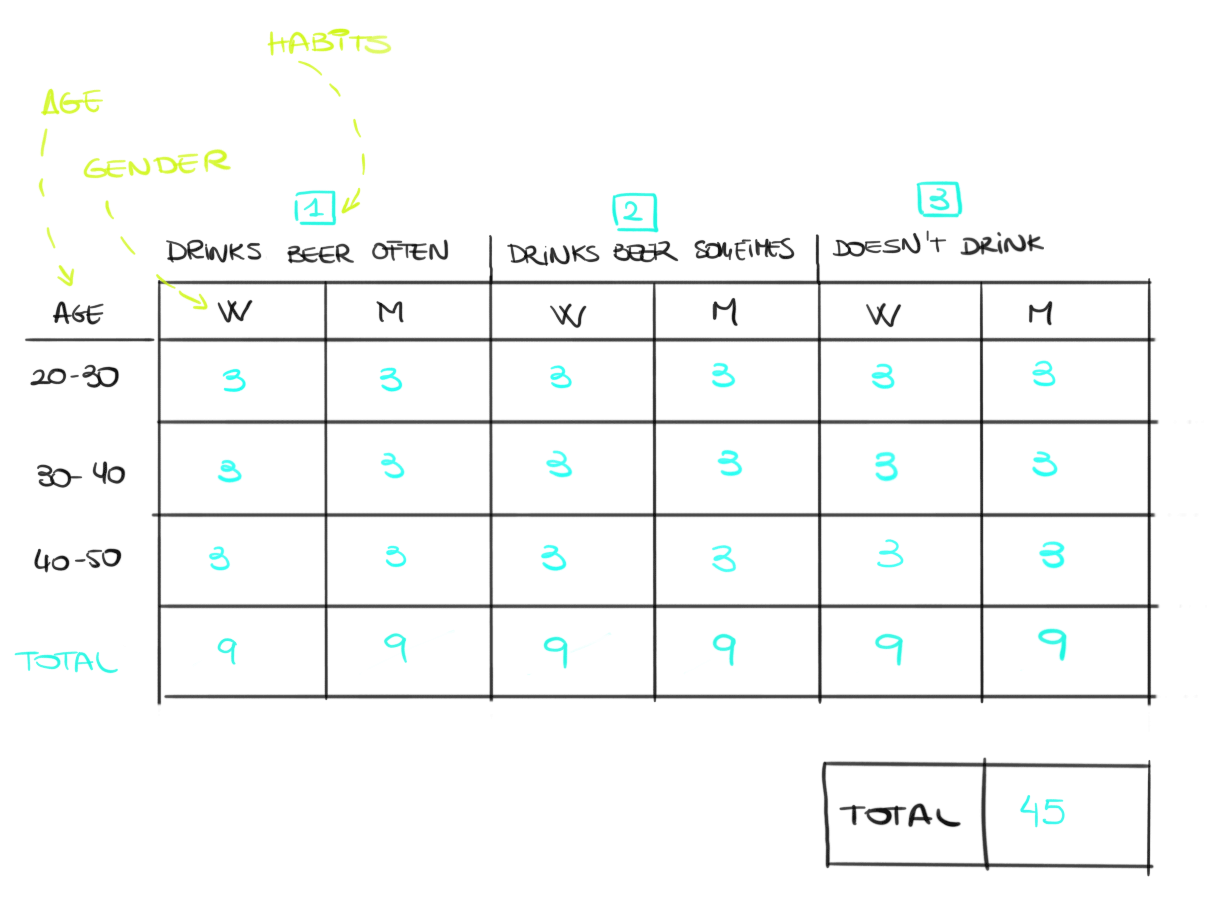 HABITS
AGE
GENDER
1 2 3
DRINKS BEER OFTEN DRINKS BEER SOMEIMES DOESN'T DRINK
AGE W M W M W M
20-30 3 3 3 3 3 3
30-40 3 3 3 3 3 3
40-50 3 3 3 3 3 3
TOTAL 9 9 9 9 9 9
TOTAL 45